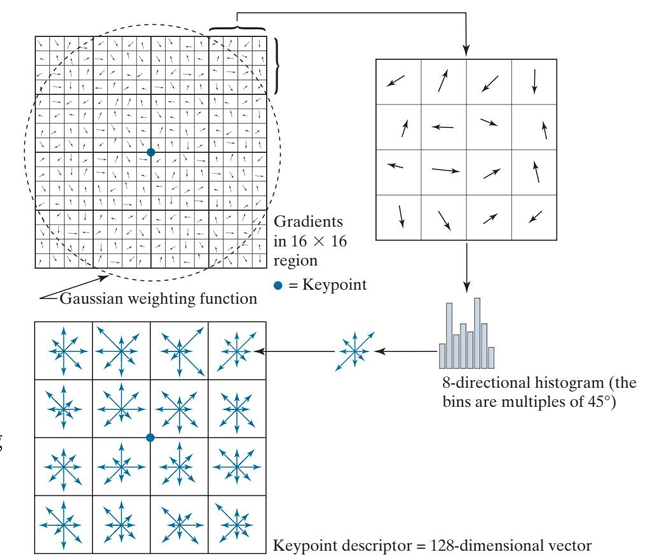 Gradients
in 16 × 16
region
= Keypoint
Gaussian weighting function
8-directional histogram (the
bins are multiples of 45°)
Keypoint descriptor = 128-dimensional vector